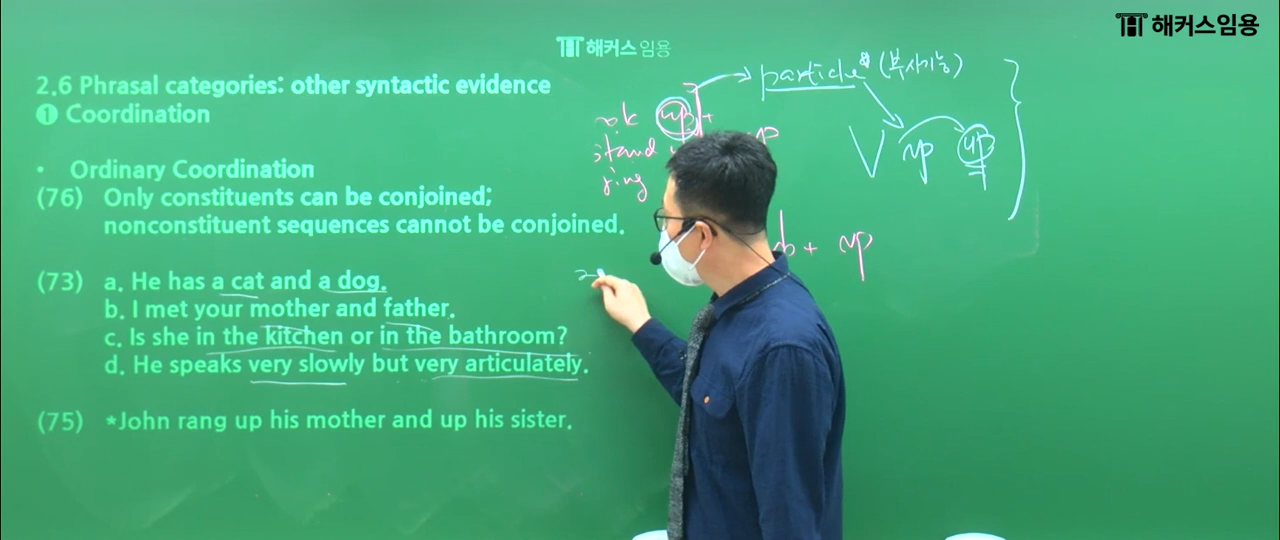 해커스임용
해커스임용
2.6 Phrasal categories: other syntactic evidence
❶ Coordination
• Ordinary Coordination
(76) Only constituents can be conjoined;
nonconstituent sequences cannot be conjoined.
(73) a. He has a cat and a dog.
b. I met your mother and father.
c. Is she in the kitchen or in the bathroom?
d. He speaks very slowly but very articulately.
(75) *John rang up his mother and up his sister.
particle (부사기능)
up
stand
ring
V np up
+ np